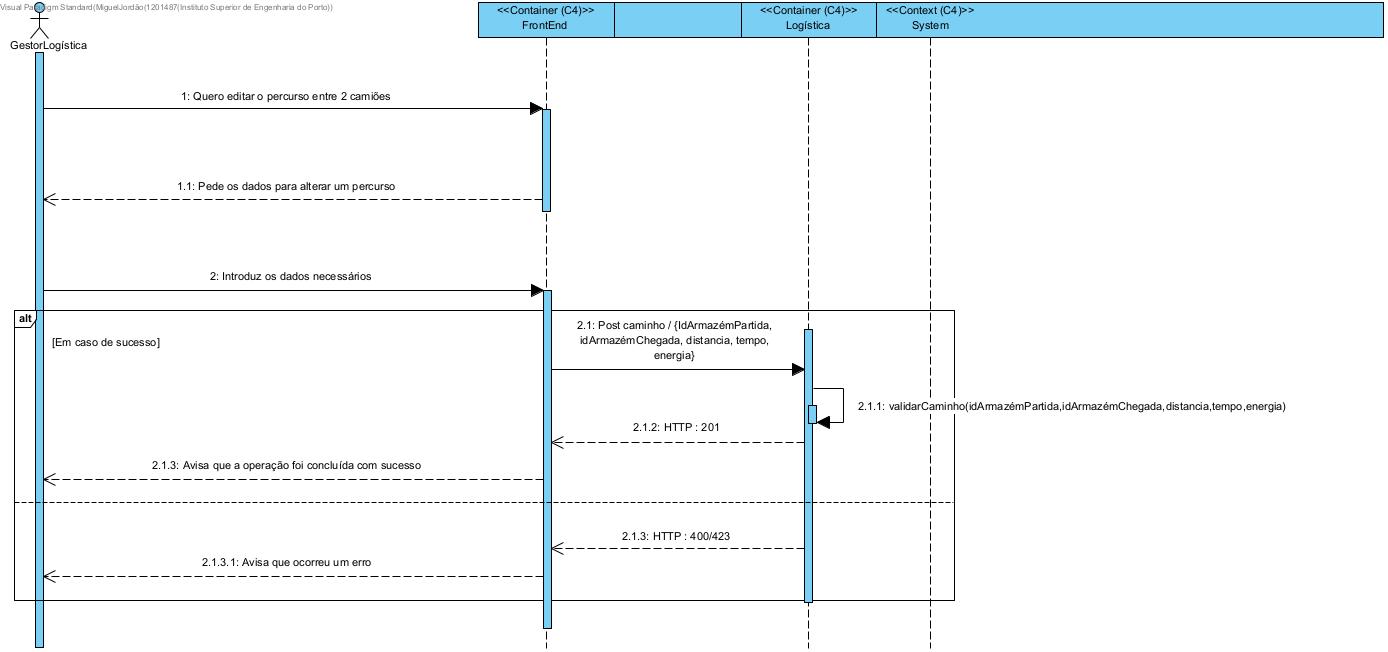 Visual Paradigm Standard(MiguelJordão(1201487(Instituto Superior de Engenharia do Porto))
<<Container (C4)>>
FrontEnd
<<Container (C4)>>
Logística
<<Context (C4)>>
System
GestorLogística
1: Quero editar o percurso entre 2 camiões
1.1: Pede os dados para alterar um percurso
2: Introduz os dados necessários
alt
[Em caso de sucesso]
2.1: Post caminho / {IdArmazémPartida,
idArmazémChegada, distancia, tempo,
energia}
2.1.1: validarCaminho(idArmazémPartida,idArmazémChegada,distancia,tempo,energia)
2.1.2: HTTP : 201
2.1.3: Avisa que a operação foi concluída com sucesso
2.1.3: HTTP : 400/423
2.1.3.1: Avisa que ocorreu um erro